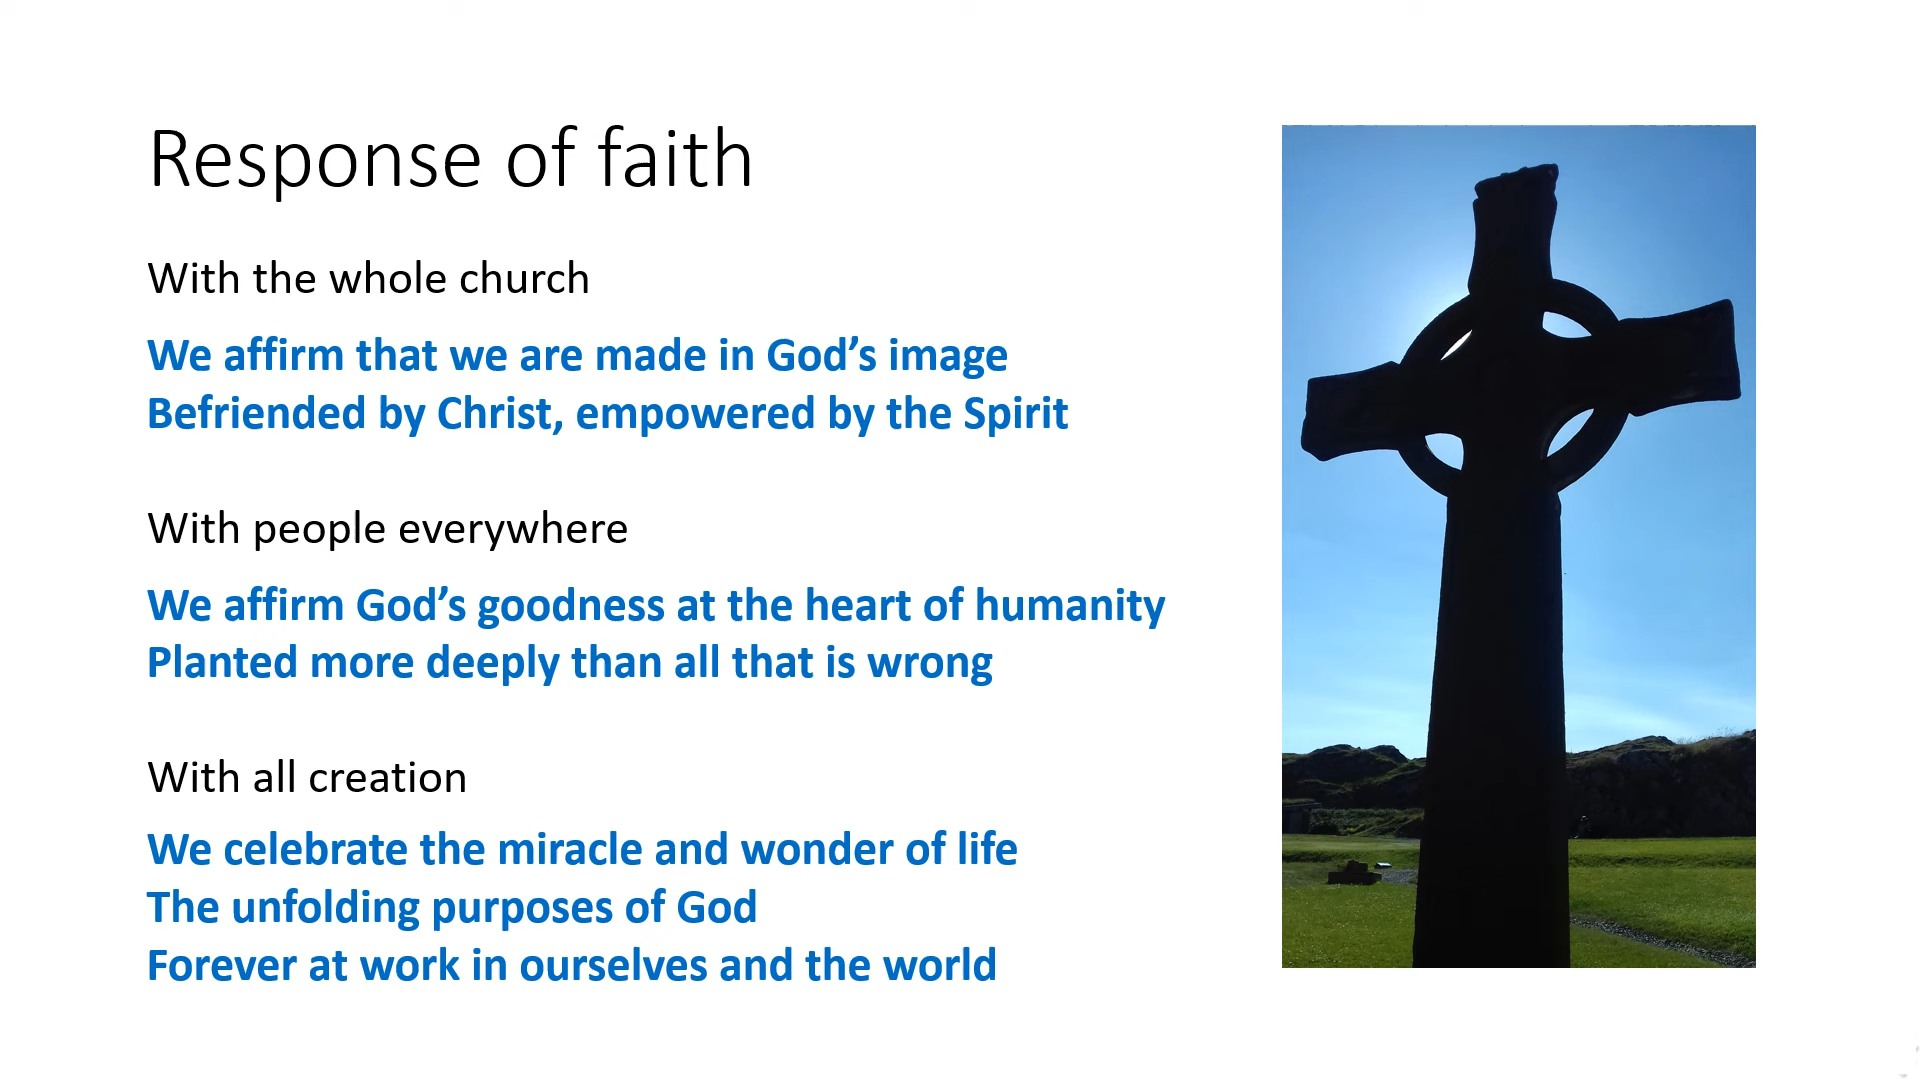 Response of faith
With the whole church
We affirm that we are made in God’s image
Befriended by Christ, empowered by the Spirit
With people everywhere
We affirm God’s goodness at the heart of humanity
Planted more deeply than all that is wrong
With all creation
We celebrate the miracle and wonder of life
The unfolding purposes of God
Forever at work in ourselves and the world